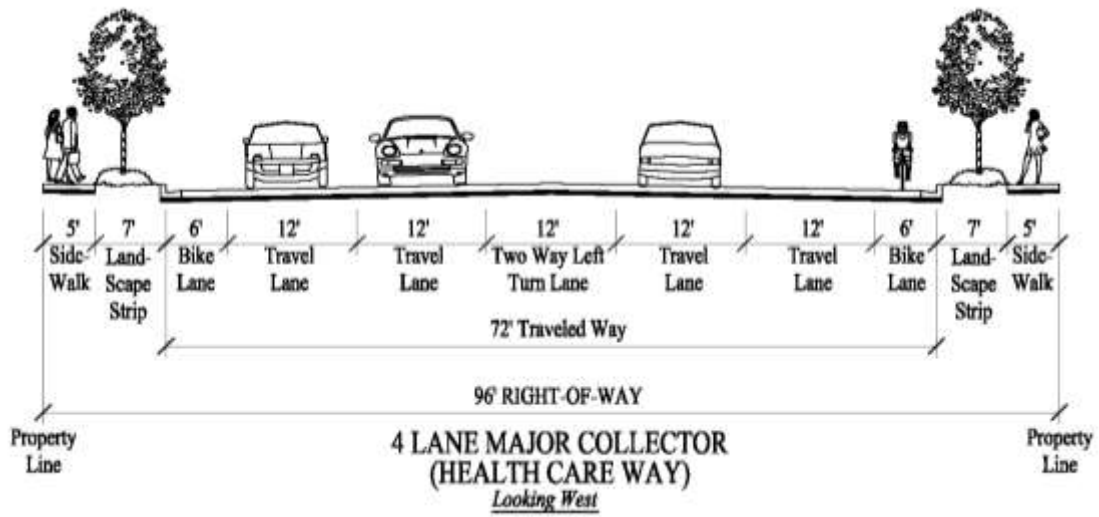 5' 7' 6' 12' 12' 12' 12' 12' 6' 7' 5'
Side- Land- Bike Travel Travel Two Way Left Travel Travel Bike Land- Side-
Walk Scape Lane Lane Lane Turn Lane Lane Lane Lane Scape Walk
Strip Strip
72' Traveled Way
96' RIGHT-OF-WAY
Property Line
4 LANE MAJOR COLLECTOR
Property Line
(HEALTH CARE WAY)
Looking West